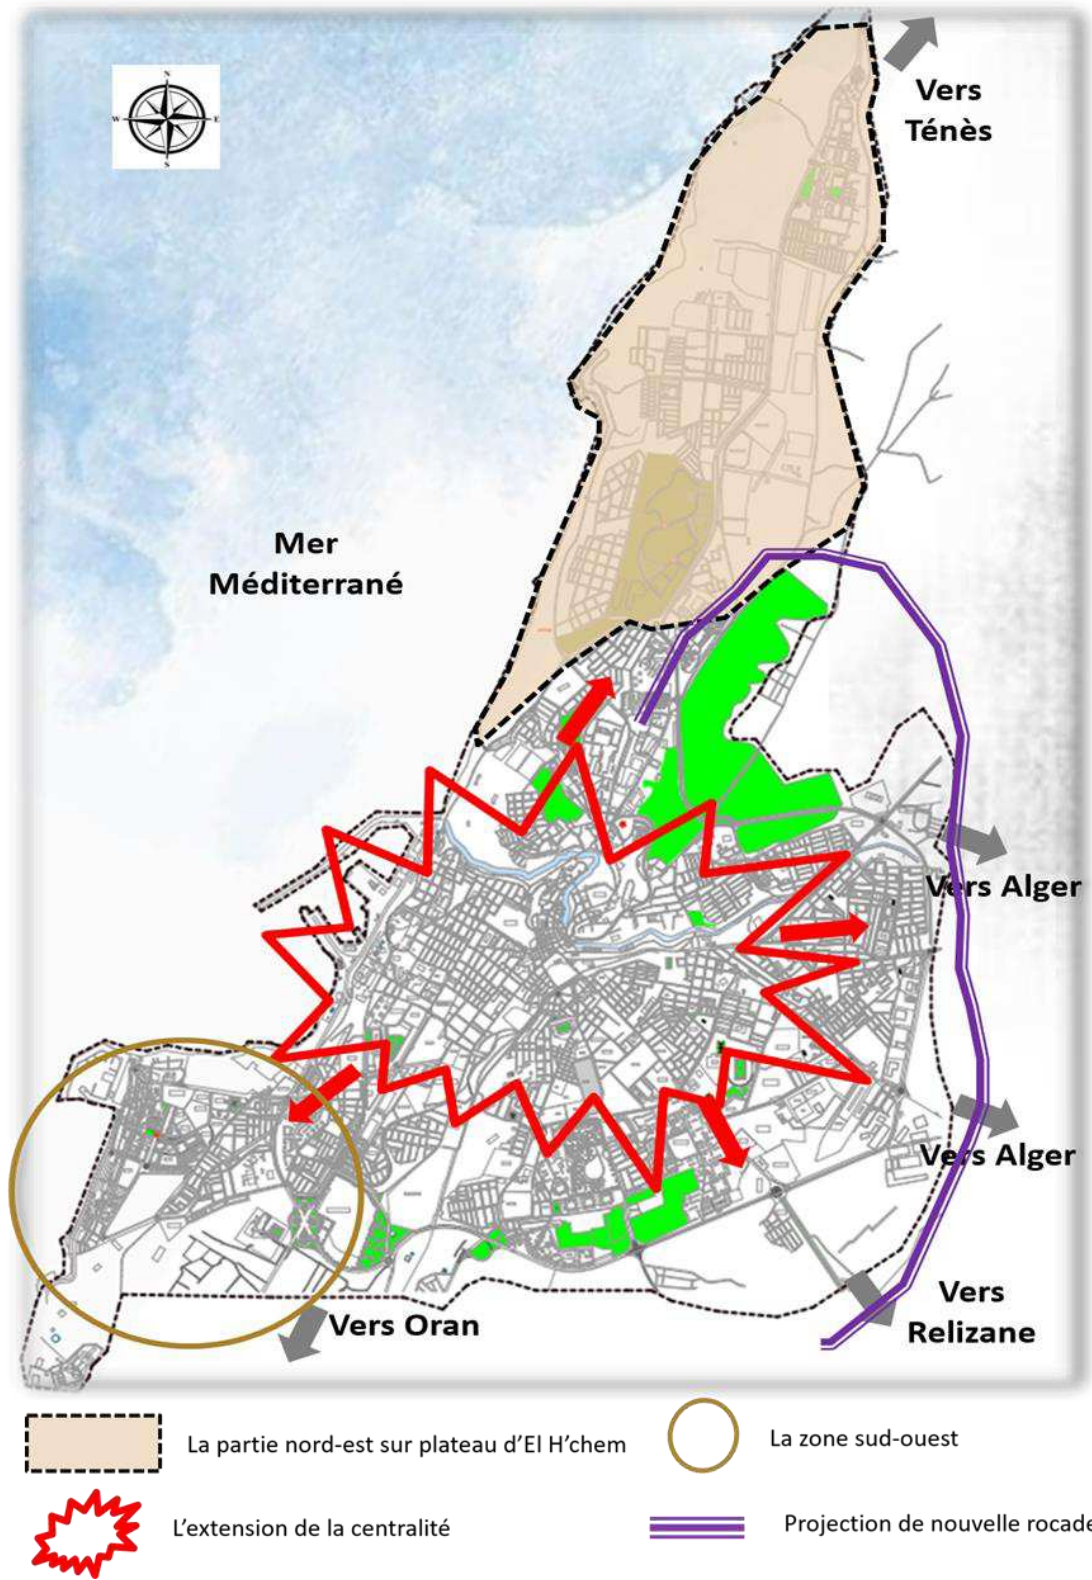 N
W
E
S
Vers
Ténès
Mer
Méditerrané
Vers Alger
Vers Alger
Vers
Relizane
Vers Oran
La partie nord-est sur plateau d’El H’chem
La zone sud-ouest
L’extension de la centralité
Projection de nouvelle rocade